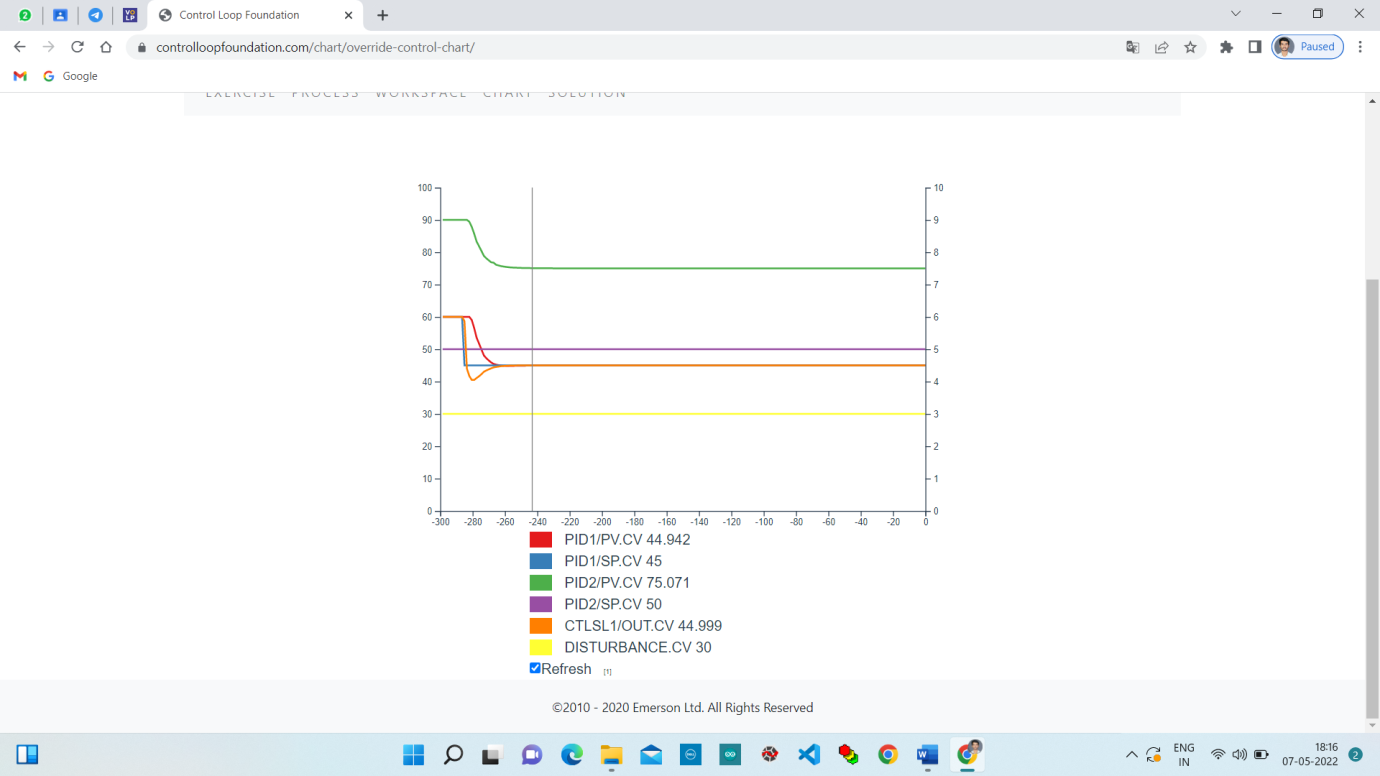 2
VO
LP
Control Loop Foundation
controlloopfoundation.com/chart/override-control-chart/
Paused
Google
EXERCISE PROCESS WORKSPACE CHART SOLUTION
100
90
80
70
60
50
40
30
20
10
0
10
9
8
7
6
5
4
3
2
1
0
-300 -280 -260 -240 -220 -200 -180 -160 -140 -120 -100 -80 -60 -40 -20 0
PID1/PV.CV 44.942
PID1/SP.CV 45
PID2/PV.CV 75.071
PID2/SP.CV 50
CTLSL1/OUT.CV 44.999
DISTURBANCE.CV 30
Refresh [1]
©2010 - 2020 Emerson Ltd. All Rights Reserved
ENG
IN
18:16
07-05-2022
2